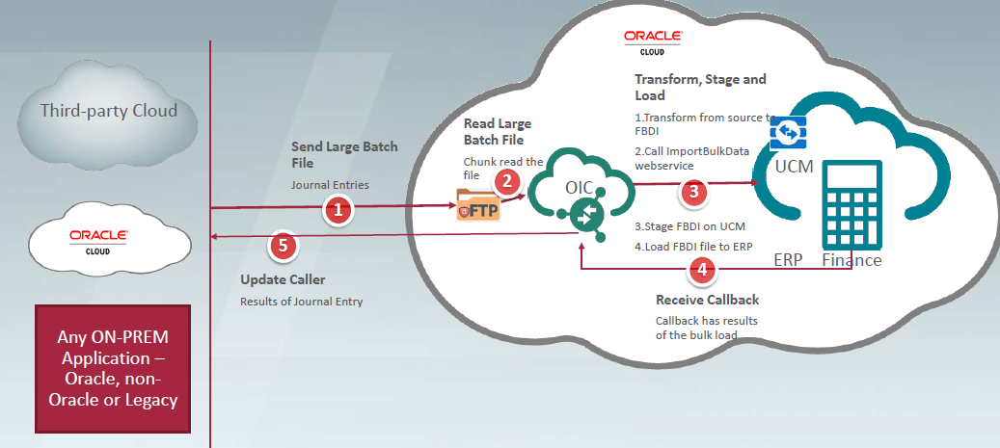 Third-party Cloud
ORACLE
CLOUD
Any ON-PREM
Application –
Oracle, non-
Oracle or Legacy
Send Large Batch
File
Journal Entries
1
5
Update Caller
Results of Journal Entry
Read Large
Batch File
Chunk read the
file
2
FTP
OIC
ORACLE
CLOUD
Transform, Stage and
Load
1.Transform from source to
FBDI
2.Call ImportBulkData
webservice
3
3.Stage FBDI on UCM
4.Load FBDI file to ERP
UCM
ERP Finance
4
Receive Callback
Callback has results
of the bulk load